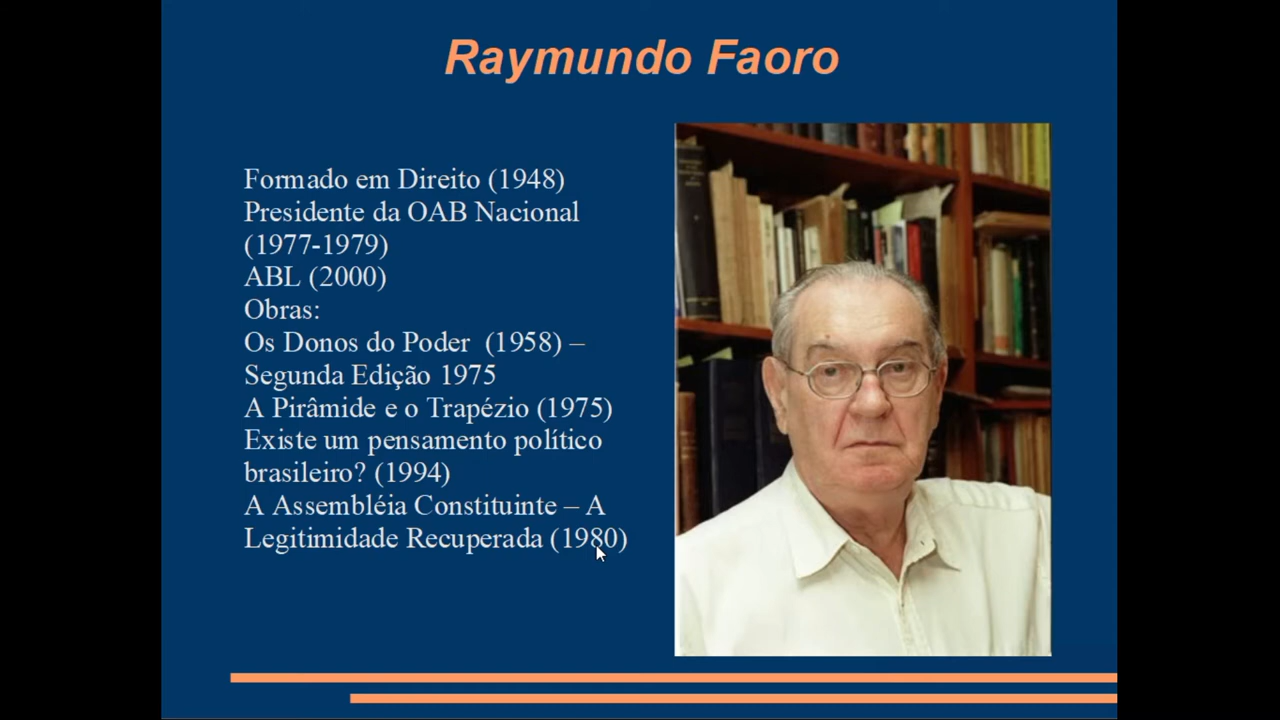 Raymundo Faoro
Formado em Direito (1948)
Presidente da OAB Nacional
(1977-1979)
ABL (2000)
Obras:
Os Donos do Poder  (1958) –
Segunda Edição 1975
A Pirâmide e o Trapézio (1975)
Existe um pensamento político
brasileiro? (1994)
A Assembléia Constituinte – A
Legitimidade Recuperada (1980)